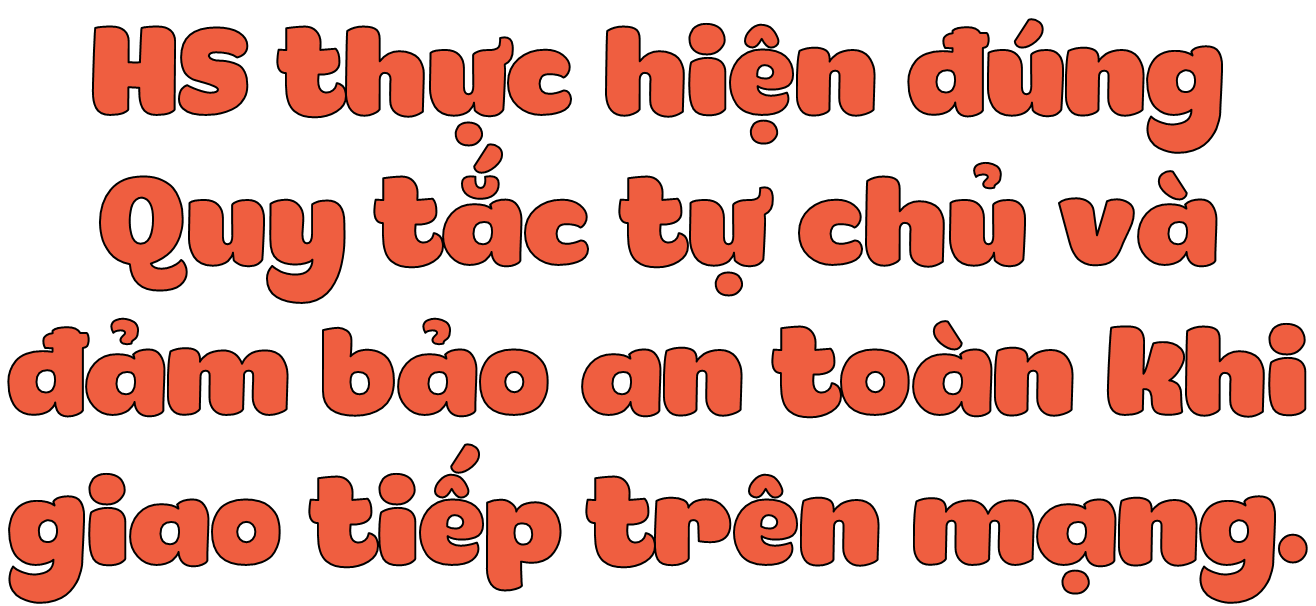 HS thực hiện đúng
Quy tắc tự chủ và
đảm bảo an toàn khi
giao tiếp trên mạng.